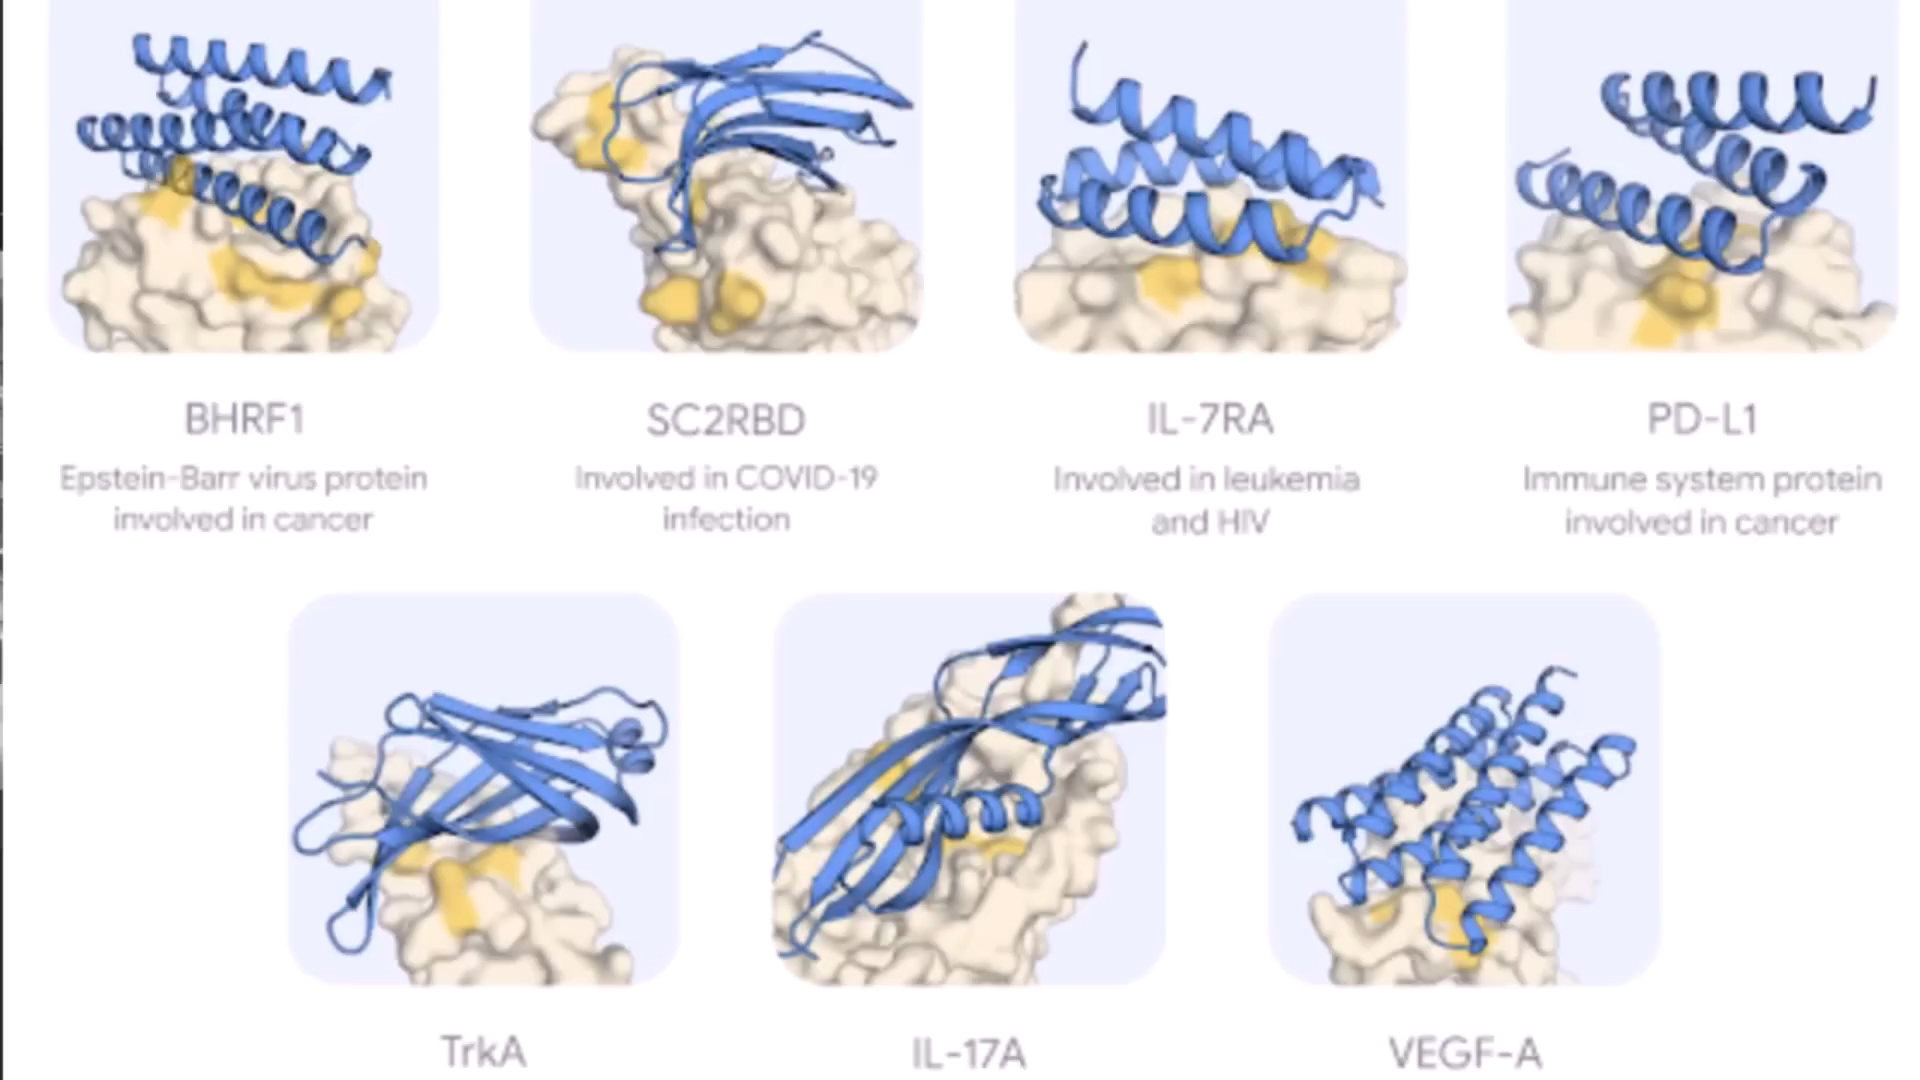 BHRF1
Epstein-Barr virus protein
involved in cancer
SC2RBD
Involved in COVID-19
infection
IL-7RA
Involved in leukemia
and HIV
PD-L1
Immune system protein
involved in cancer
TrkA
IL-17A
VEGF-A